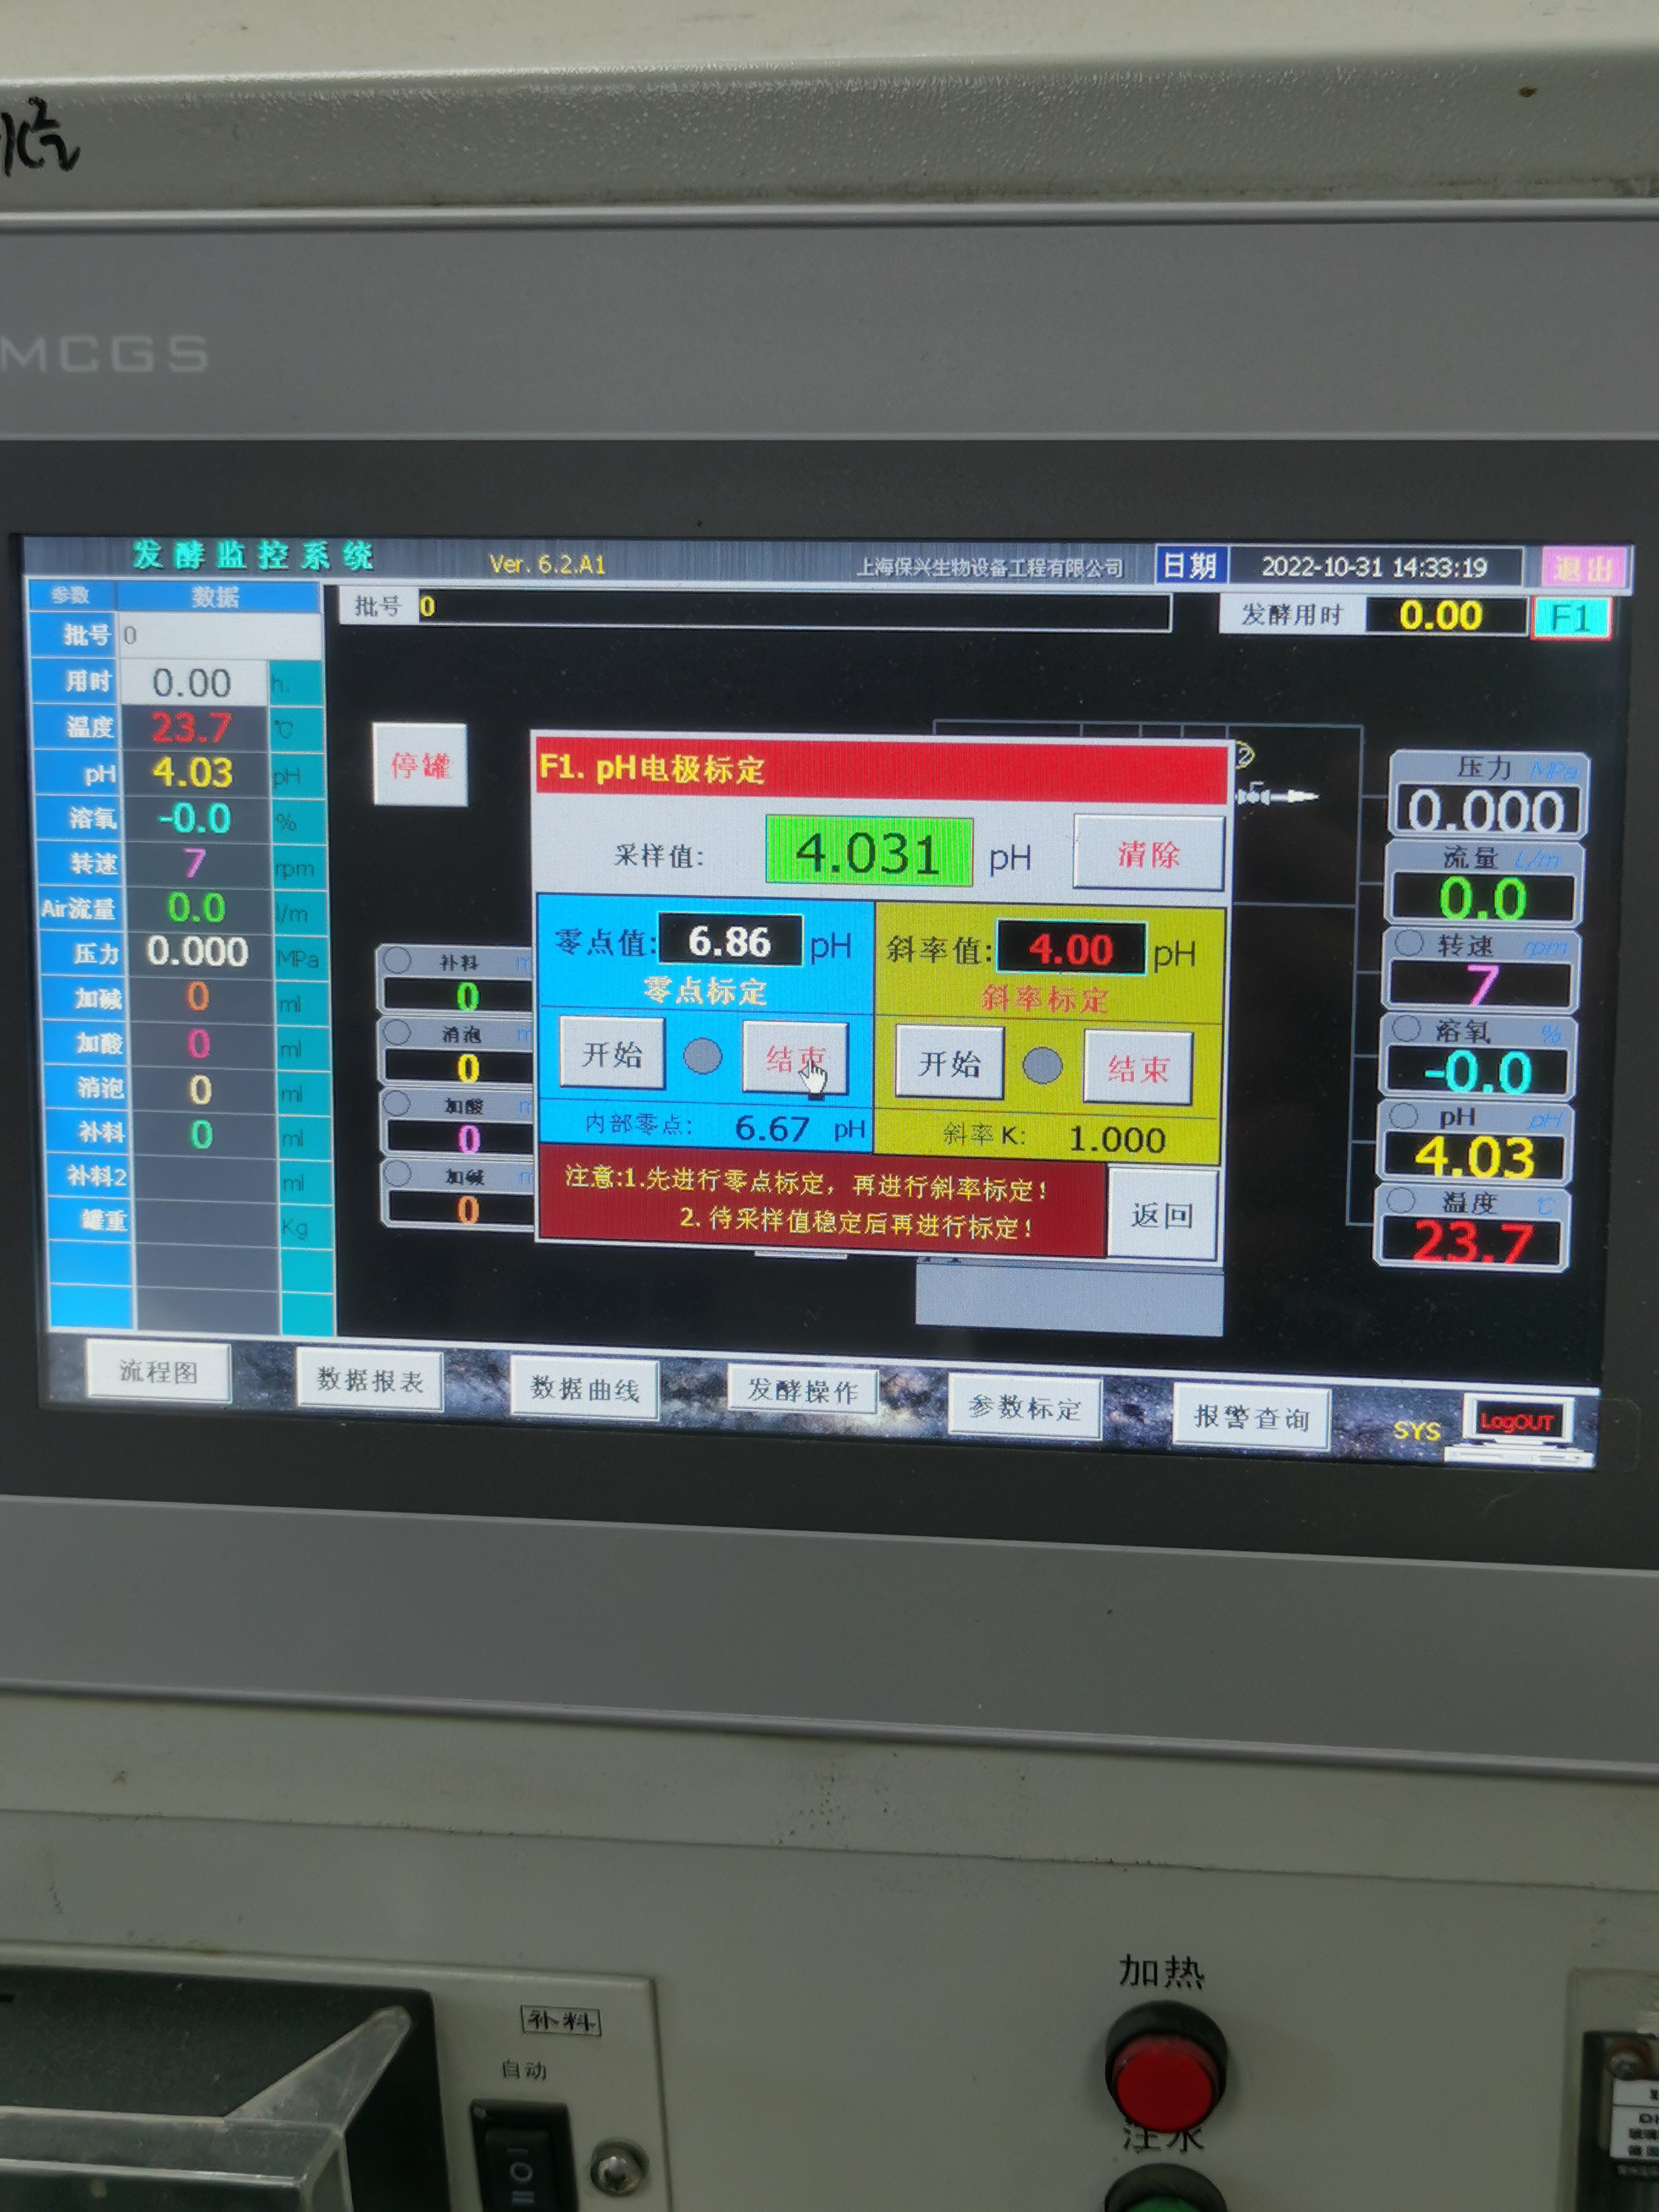 MCGS
发酵监控系统 Ver. 6.2.A1 上海保兴生物设备工程有限公司 日期 2022-10-31 14:33:19 退出
参数 数据
批号 0
用时 0.00 h.
温度 23.7 ℃
pH 4.03 pH
溶氧 -0.0 %
转速 7 rpm
Air流量 0.0 l/m
压力 0.000 MPa
加碱 0 ml
加酸 0 ml
消泡 0 ml
补料 0 ml
补料2 ml
罐重 Kg
批号 0
发酵用时 0.00 F1
停罐
补料 m
0
消泡 m
0
加酸 m
0
加碱 m
0
F1. pH电极标定
采样值: 4.031 pH 清除
零点值: 6.86 pH
零点标定
开始 结束
内部零点: 6.67 pH
斜率值: 4.00 pH
斜率标定
开始 结束
斜率K: 1.000
注意:1.先进行零点标定，再进行斜率标定！
2. 待采样值稳定后再进行标定！
返回
2
压力 MPa
0.000
流量 L/m
0.0
转速 rpm
7
溶氧 %
-0.0
pH pH
4.03
温度 ℃
23.7
流程图 数据报表 数据曲线 发酵操作 参数标定 报警查询 SYS LogOUT
补料
自动
加热
注水